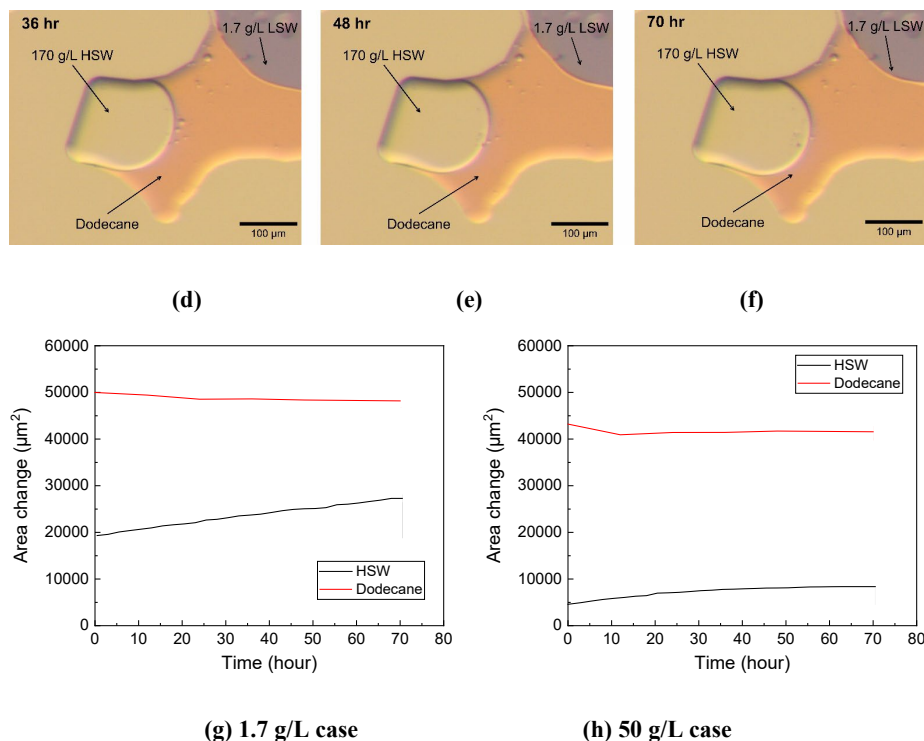 36 hr
1.7 g/L LSW
170 g/L HSW
Dodecane
100 µm
48 hr
1.7 g/L LSW
170 g/L HSW
Dodecane
100 µm
70 hr
1.7 g/L LSW
170 g/L HSW
Dodecane
100 µm
(d)
(e)
(f)
Area change (µm²)
60000
50000
40000
30000
20000
10000
0
HSW
Dodecane
0 10 20 30 40 50 60 70 80
Time (hour)
Area change (µm²)
60000
50000
40000
30000
20000
10000
0
HSW
Dodecane
0 10 20 30 40 50 60 70 80
Time (hour)
(g) 1.7 g/L case
(h) 50 g/L case